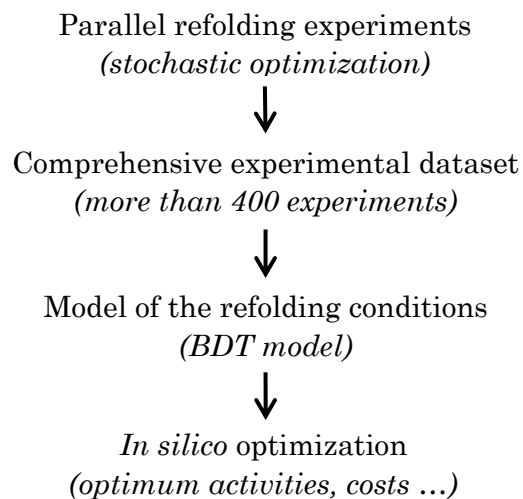 Parallel refolding experiments
(stochastic optimization)
Comprehensive experimental dataset
(more than 400 experiments)
Model of the refolding conditions
(BDT model)
In silico optimization
(optimum activities, costs ...)